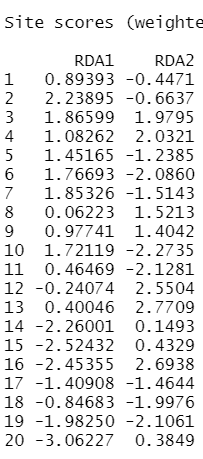 Site scores (weighte
RDA1 RDA2
1 0.89393 -0.4471
2 2.23895 -0.6637
3 1.86599 1.9795
4 1.08262 2.0321
5 1.45165 -1.2385
6 1.76693 -2.0860
7 1.85326 -1.5143
8 0.06223 1.5213
9 0.97741 1.4042
10 1.72119 -2.2735
11 0.46469 -2.1281
12 -0.24074 2.5504
13 0.40046 2.7709
14 -2.26001 0.1493
15 -2.52432 0.4329
16 -2.45355 2.6938
17 -1.40908 -1.4644
18 -0.84683 -1.9976
19 -1.98250 -2.1061
20 -3.06227 0.3849